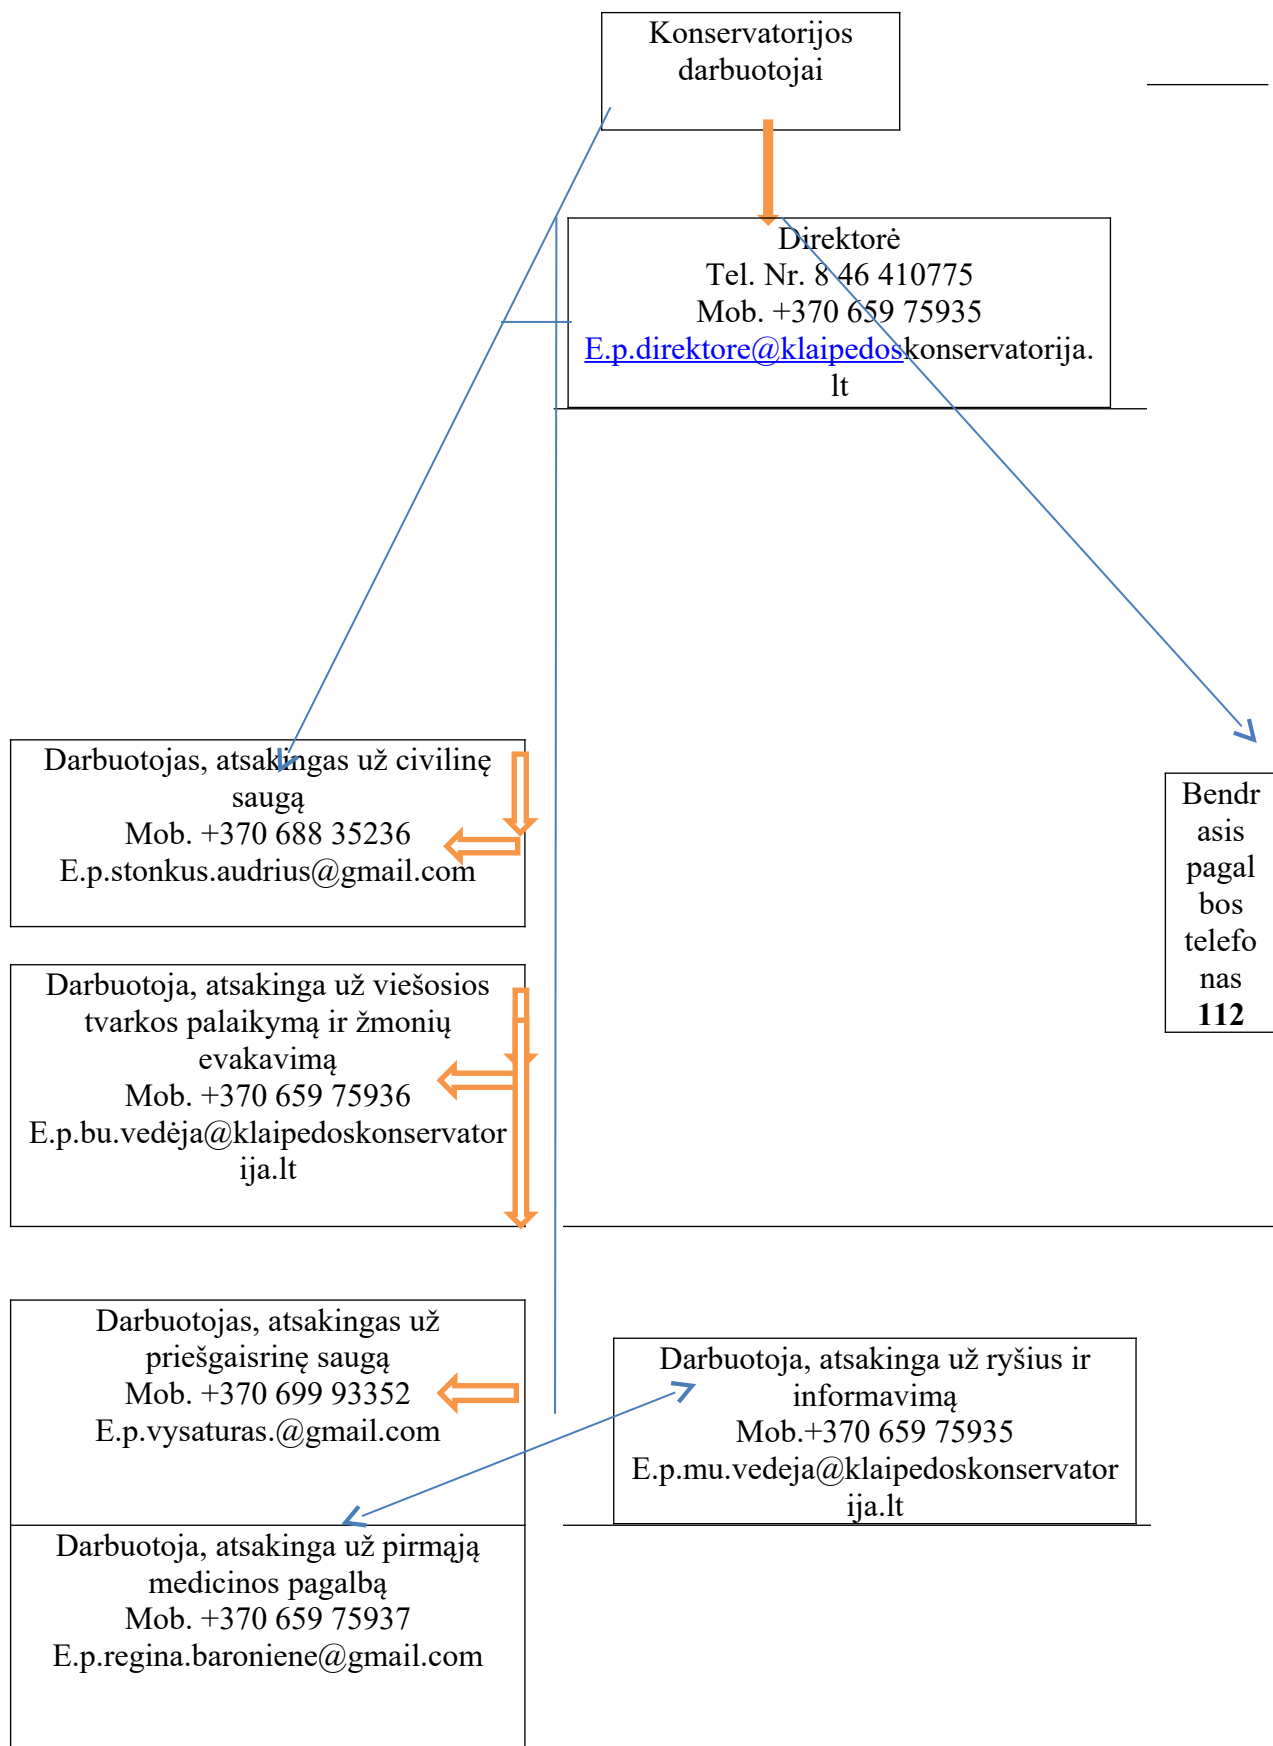 Konservatorijos
darbuotojai
Direktorė
Tel. Nr. 8 46 410775
Mob. +370 659 75935
E.p.direktore@klaipedoskonservatorija.
lt
Darbuotojas, atsakingas už civilinę
saugą
Mob. +370 688 35236
E.p.stonkus.audrius@gmail.com
Bendr
asis
pagal
bos
telefo
nas
112
Darbuotoja, atsakinga už viešosios
tvarkos palaikymą ir žmonių
evakavimą
Mob. +370 659 75936
E.p.bu.vedėja@klaipedoskonservator
ija.lt
Darbuotojas, atsakingas už
priešgaisrinę saugą
Mob. +370 699 93352
E.p.vysaturas.@gmail.com
Darbuotoja, atsakinga už ryšius ir
informavimą
Mob.+370 659 75935
E.p.mu.vedeja@klaipedoskonservator
ija.lt
Darbuotoja, atsakinga už pirmąją
medicinos pagalbą
Mob. +370 659 75937
E.p.regina.baroniene@gmail.com